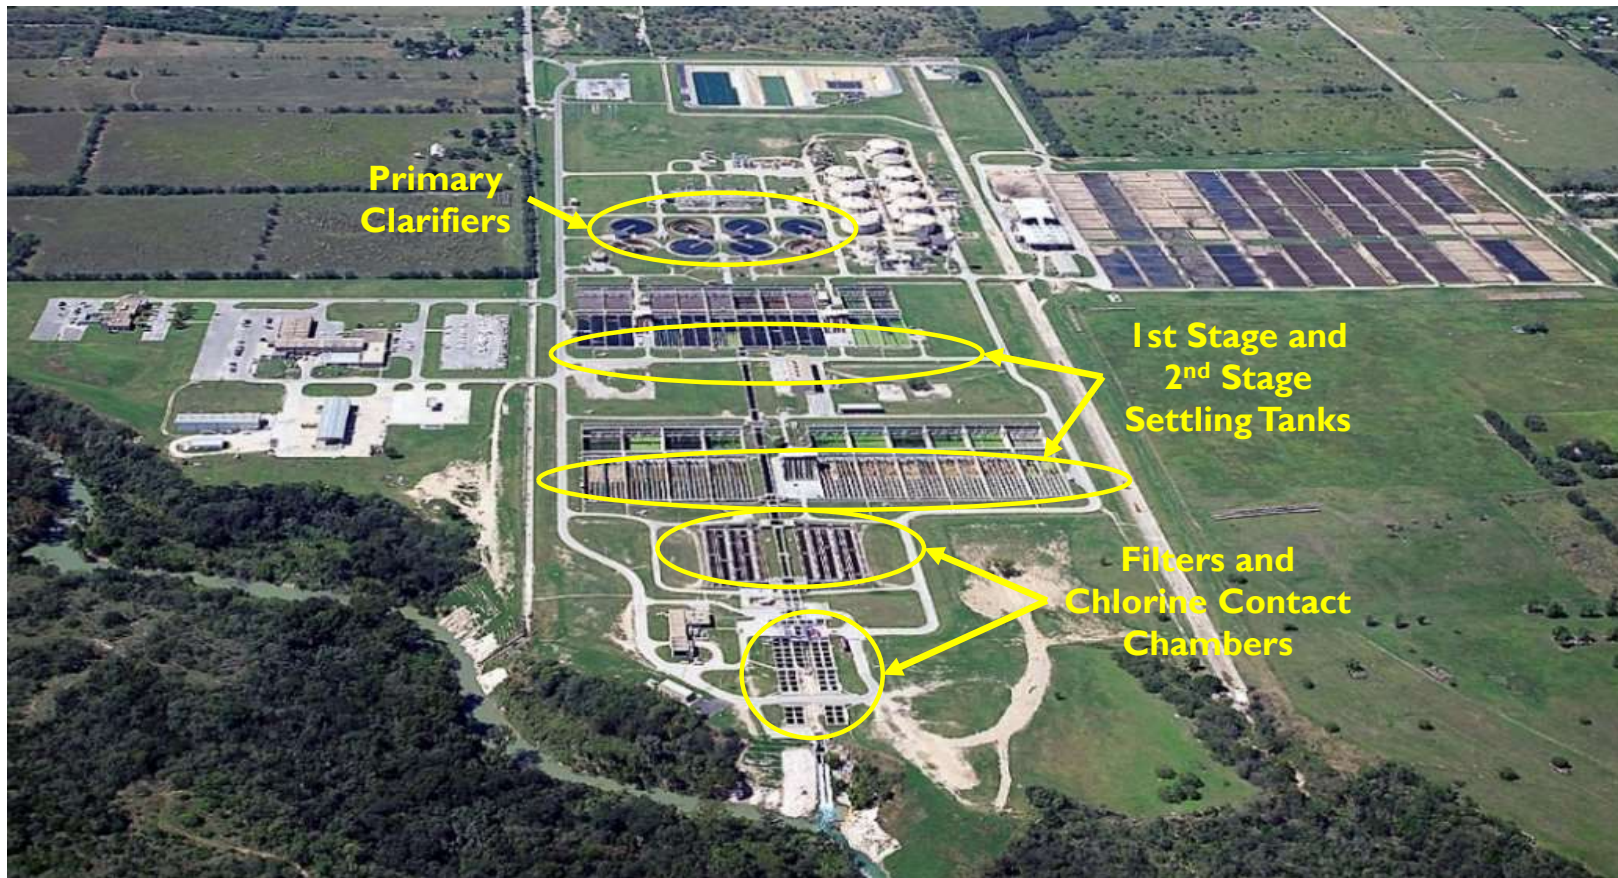 Primary
Clarifiers
1st Stage and
2nd Stage
Settling Tanks
Filters and
Chlorine Contact
Chambers